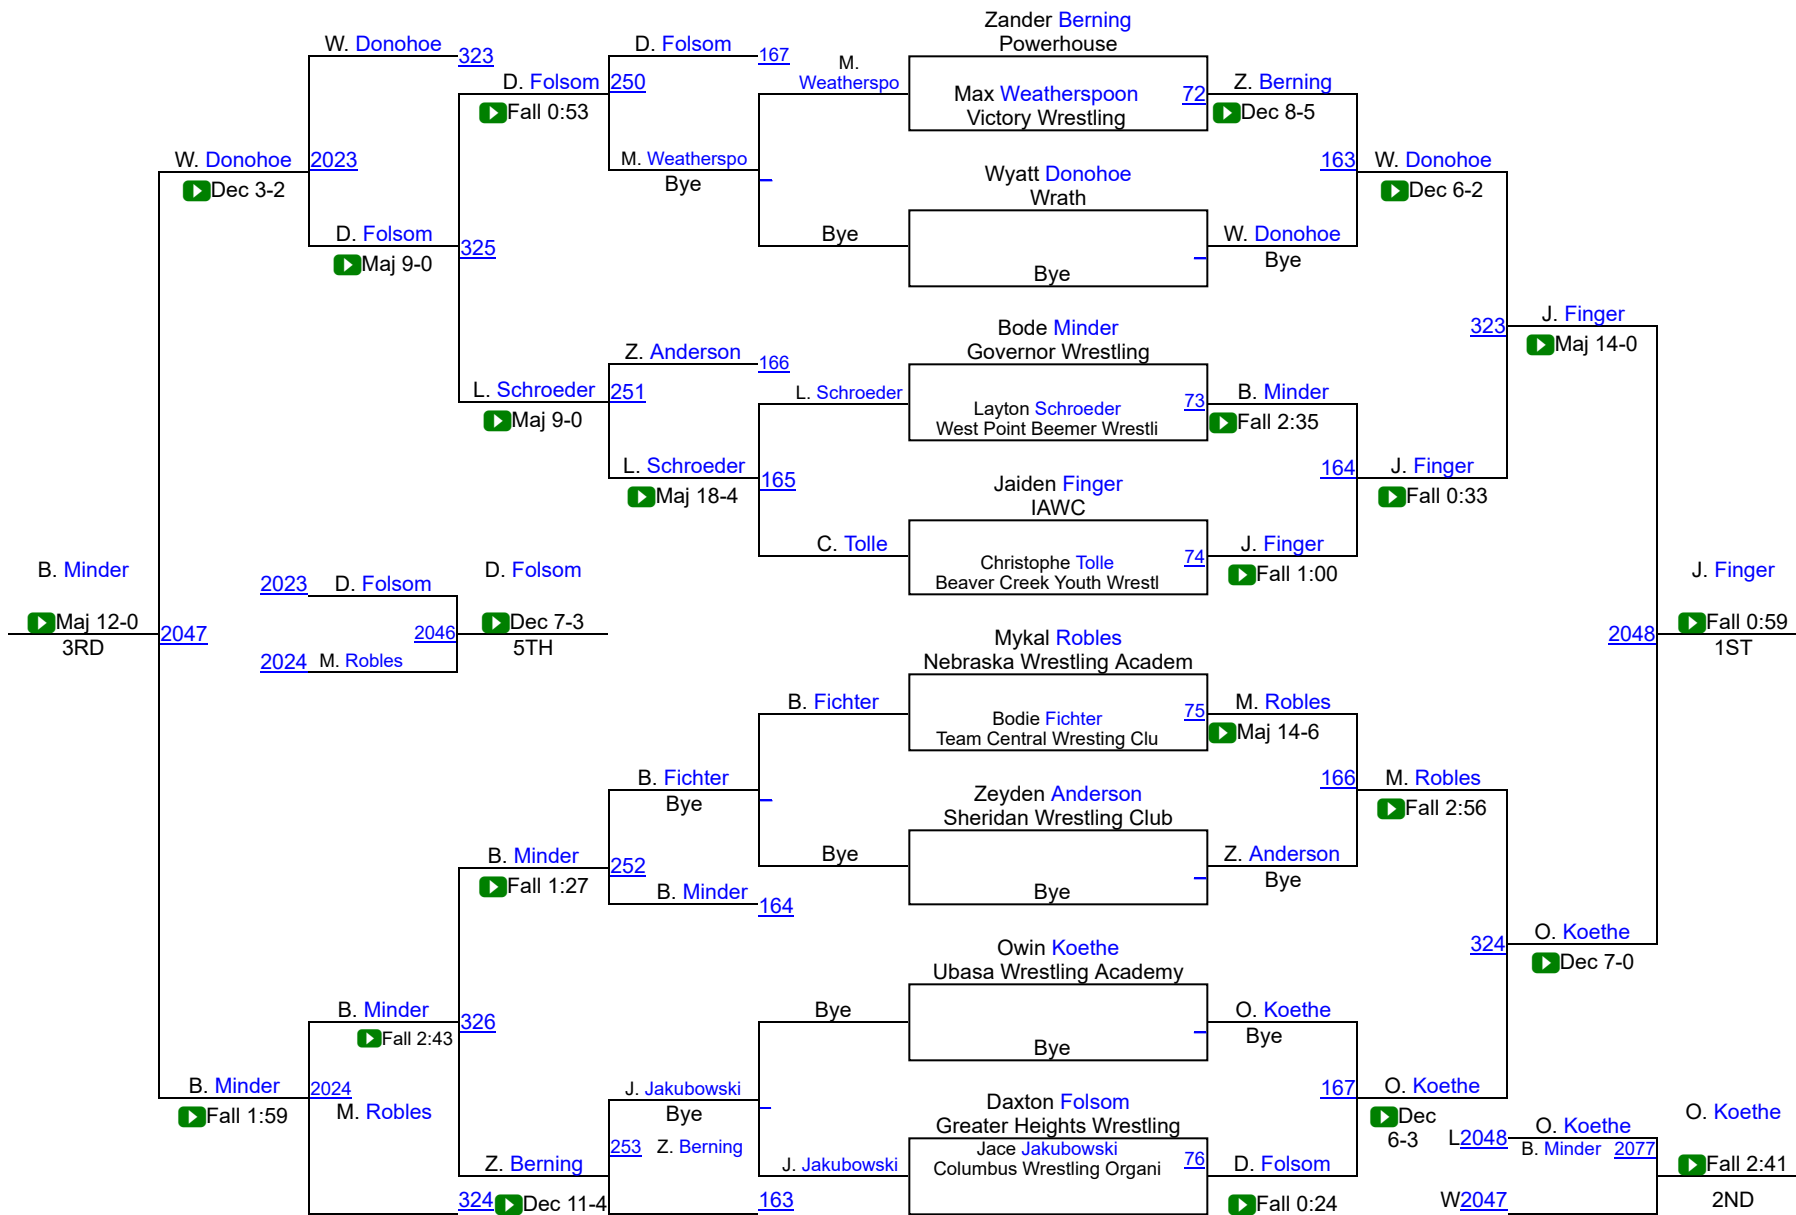 Zander Berning
Powerhouse
W. Donohoe
323
D. Folsom
167
M.
Weatherspo
D. Folsom
250
Fall 0:53
Max Weatherspoon
72
Victory Wrestling
Z. Berning
Dec 8-5
W. Donohoe
2023
Dec 3-2
M. Weatherspo
Bye
Wyatt Donohoe
Wrath
163
W. Donohoe
Dec 6-2
D. Folsom
Maj 9-0
325
Bye
Bye
W. Donohoe
Bye
Bode Minder
Governor Wrestling
323
J. Finger
Maj 14-0
Z. Anderson
166
L. Schroeder
251
Maj 9-0
L. Schroeder
Layton Schroeder
73
West Point Beemer Wrestli
B. Minder
Fall 2:35
L. Schroeder
165
Maj 18-4
Jaiden Finger
IAWC
164
J. Finger
Fall 0:33
C. Tolle
Christophe Tolle
74
Beaver Creek Youth Wrestl
J. Finger
Fall 1:00
B. Minder
Maj 12-0
3RD
2047
2023
D. Folsom
2024
M. Robles
2046
D. Folsom
Dec 7-3
5TH
J. Finger
2048
Fall 0:59
1ST
Mykal Robles
Nebraska Wrestling Academ
B. Fichter
Bodie Fichter
75
Team Central Wresting Clu
M. Robles
Maj 14-6
B. Fichter
Bye
Zeyden Anderson
Sheridan Wrestling Club
166
M. Robles
Fall 2:56
B. Minder
252
Fall 1:27
B. Minder
164
Bye
Bye
Z. Anderson
Bye
Owin Koethe
Ubasa Wrestling Academy
324
O. Koethe
Dec 7-0
B. Minder
326
Fall 2:43
Bye
Bye
O. Koethe
Bye
B. Minder
2024
Fall 1:59
M. Robles
J. Jakubowski
Bye
Daxton Folsom
Greater Heights Wrestling
167
O. Koethe
Dec
6-3
253
Z. Berning
Z. Berning
324
Dec 11-4
163
J. Jakubowski
Jace Jakubowski
76
Columbus Wrestling Organi
D. Folsom
Fall 0:24
L2048
O. Koethe
B. Minder
2077
W2047
O. Koethe
Fall 2:41
2ND